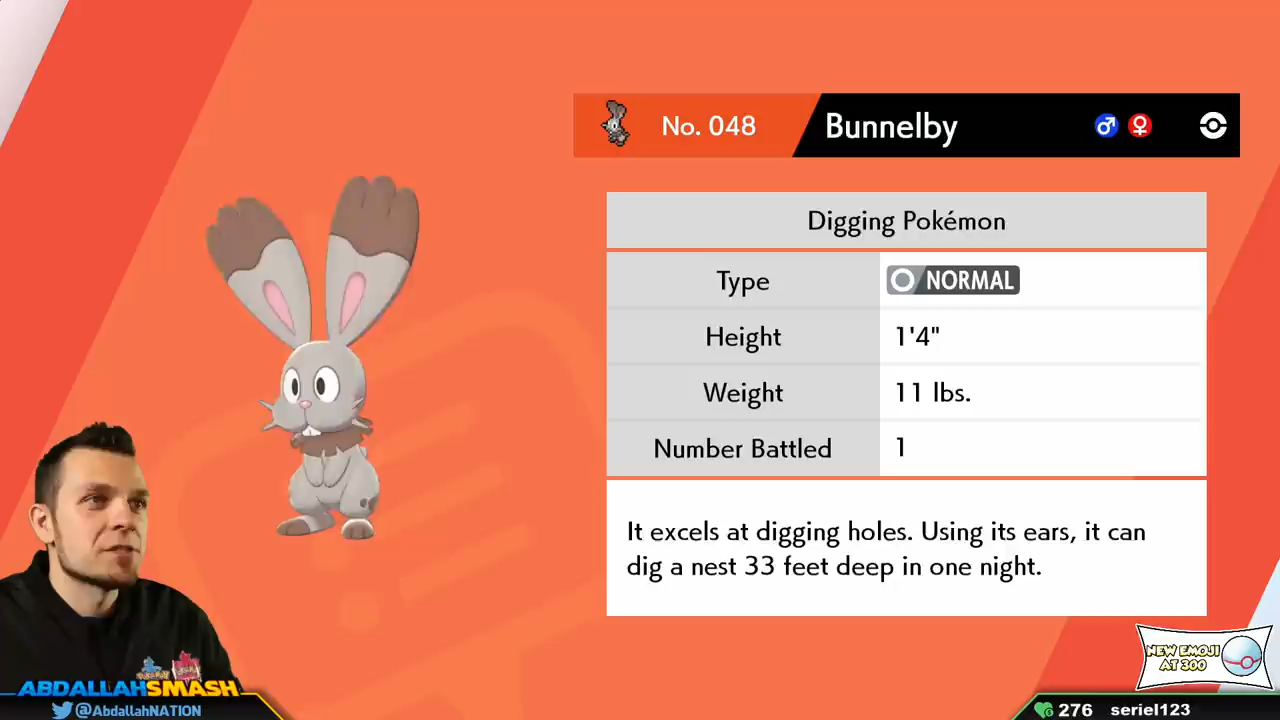 No. 048 Bunnelby
Digging Pokémon
Type NORMAL
Height 1'4"
Weight 11 lbs.
Number Battled 1
It excels at digging holes. Using its ears, it can
dig a nest 33 feet deep in one night.
NEW EMOJI
AT 300
ABDALLAHSMASH
@AbdallahNATION
276 seriel123